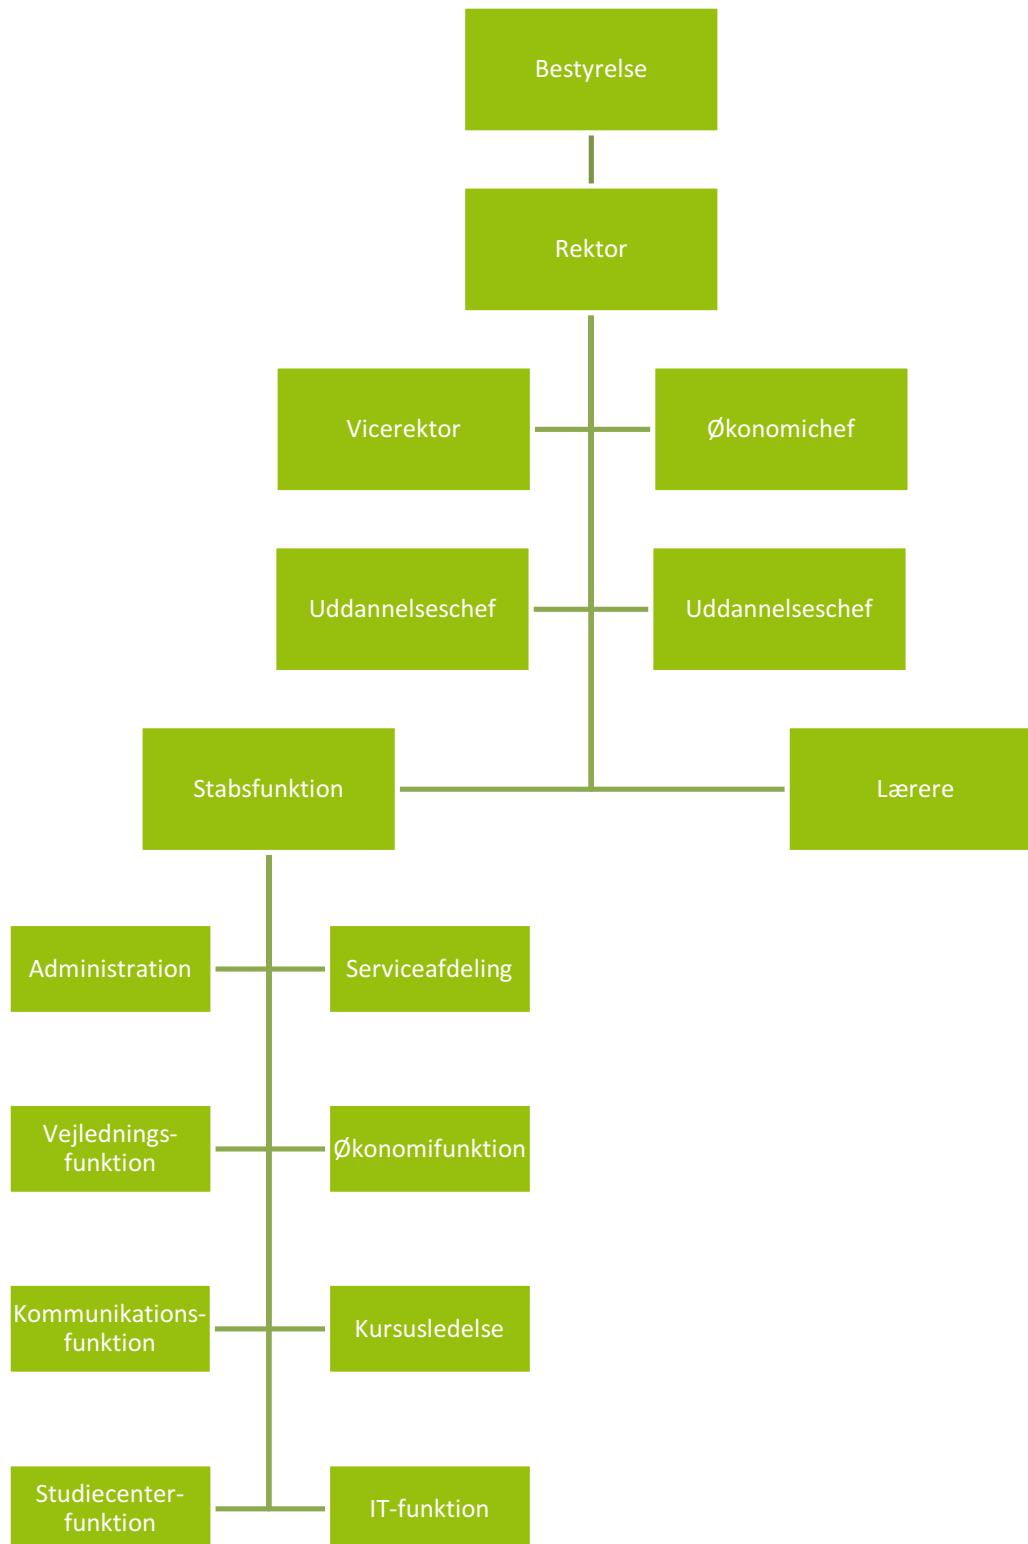 Bestyrelse
Rektor
Vicerektor
Økonomichef
Uddannelseschef
Uddannelseschef
Stabsfunktion
Lærere
Administration
Serviceafdeling
Vejlednings-
funktion
Økonomifunktion
Kommunikations-
funktion
Kursusledelse
Studiecenter-
funktion
IT-funktion